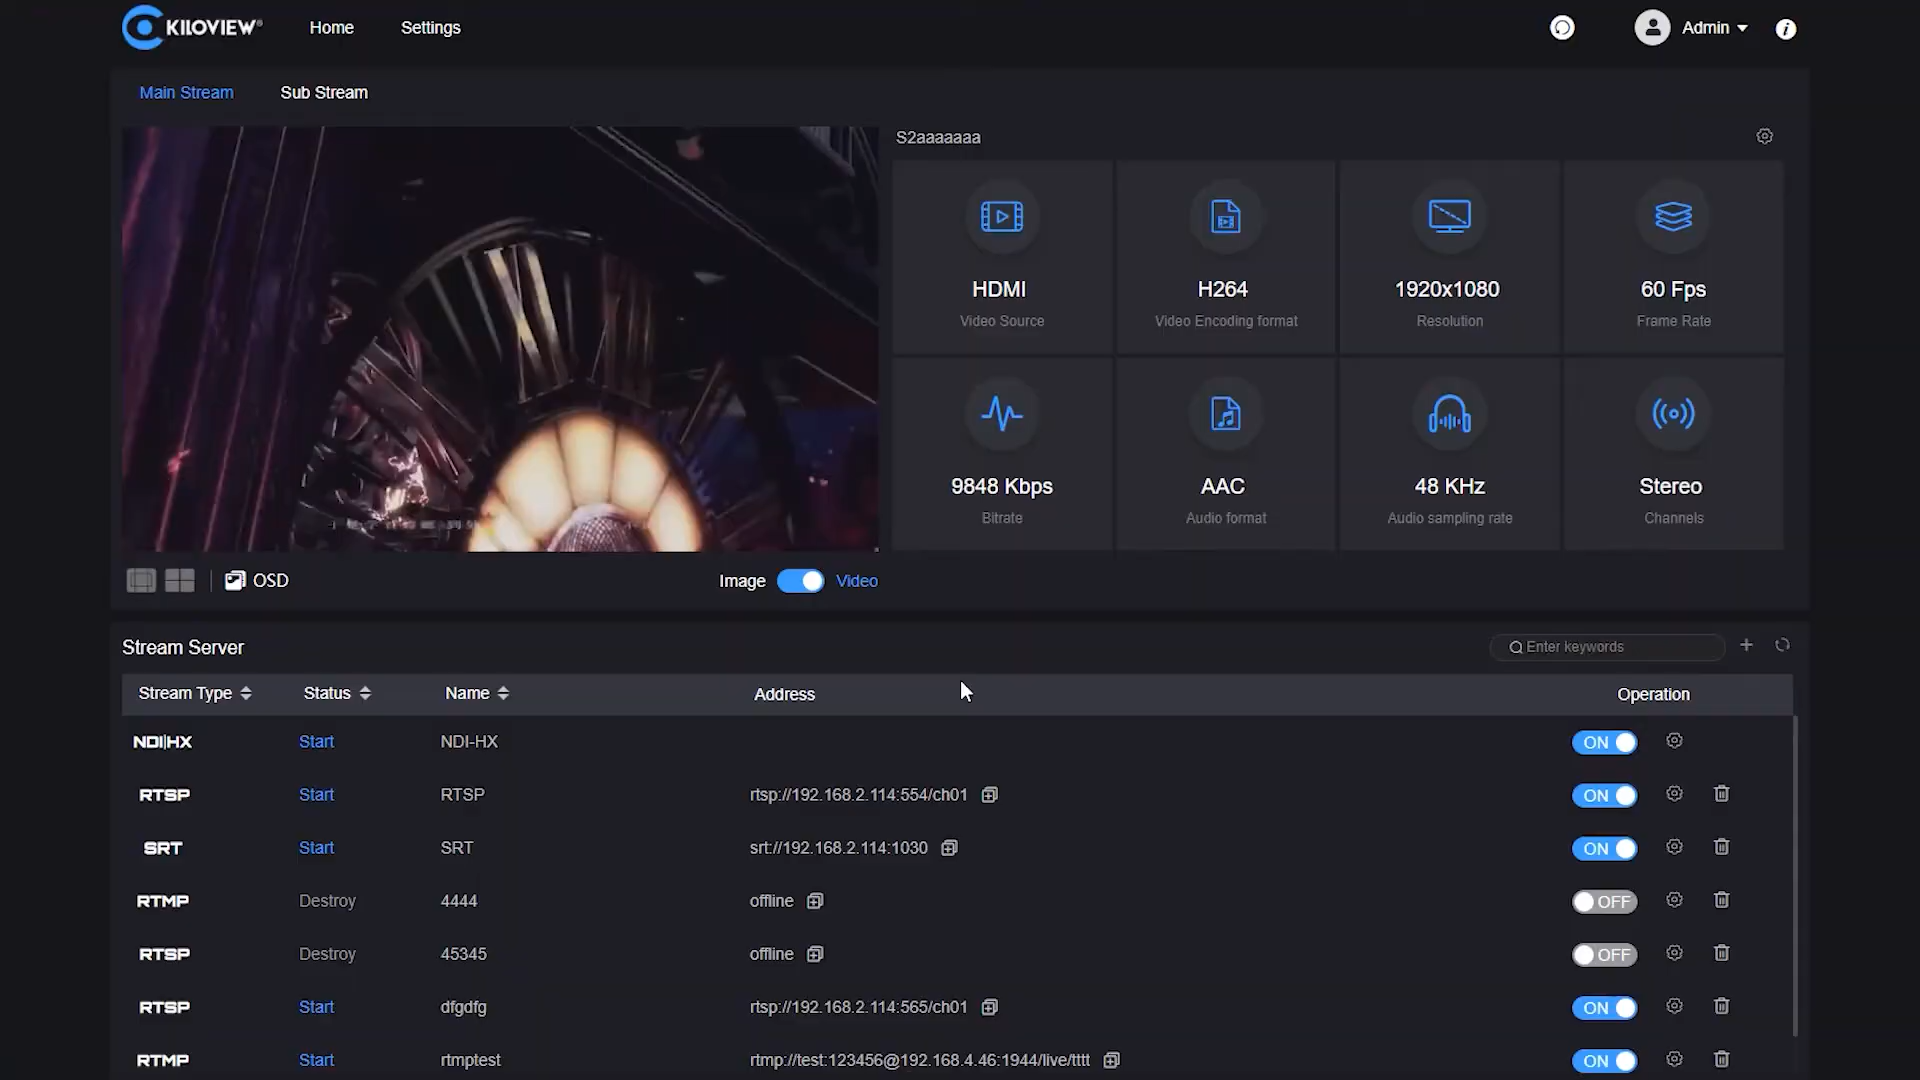 KILOVIEW®
Home
Settings
Admin
i
Main Stream
Sub Stream
S2aaaaaaa
HDMI
Video Source
H264
Video Encoding format
1920x1080
Resolution
60 Fps
Frame Rate
9848 Kbps
Bitrate
AAC
Audio format
48 KHz
Audio sampling rate
Stereo
Channels
OSD
Image
Video
Stream Server
Enter keywords
Stream Type
Status
Name
Address
Operation
NDI|HX Start NDI-HX ON
RTSP Start RTSP rtsp://192.168.2.114:554/ch01 ON
SRT Start SRT srt://192.168.2.114:1030 ON
RTMP Destroy 4444 offline OFF
RTSP Destroy 45345 offline OFF
RTSP Start dfgdfg rtsp://192.168.2.114:565/ch01 ON
RTMP Start rtmptest rtmp://test:123456@192.168.4.46:1944/live/tttt ON